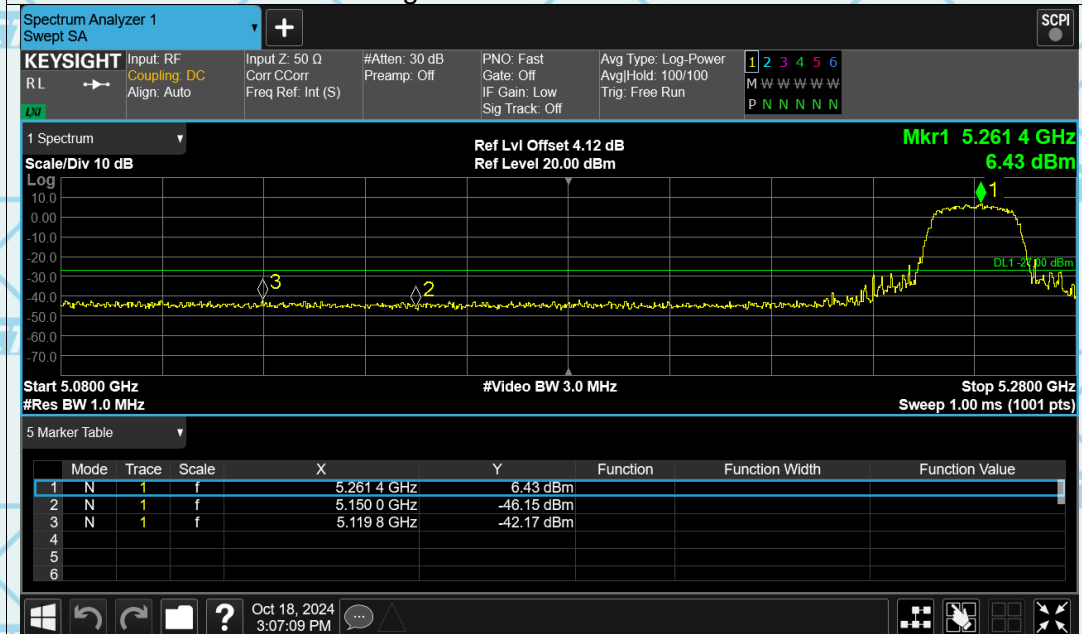 Spectrum Analyzer 1
Swept SA
+
SCPI
KEYSIGHT Input: RF Input Z: 50 Ω #Atten: 30 dB PNO: Fast Avg Type: Log-Power 1 2 3 4 5 6
R L Coupling: DC Corr CCorr Preamp: Off Gate: Off Avg|Hold: 100/100 M W W W W W
Align: Auto Freq Ref: Int (S) IF Gain: Low Trig: Free Run
LXI Sig Track: Off P N N N N N
1 Spectrum Ref Lvl Offset 4.12 dB Mkr1 5.261 4 GHz
Scale/Div 10 dB Ref Level 20.00 dBm 6.43 dBm
Log
1
10.0
0.00
-10.0
-20.0
DL1 -27.00 dBm
-30.0
3
2
-40.0
-50.0
-60.0
-70.0
Start 5.0800 GHz #Video BW 3.0 MHz Stop 5.2800 GHz
#Res BW 1.0 MHz Sweep 1.00 ms (1001 pts)
5 Marker Table
Mode Trace Scale X Y Function Function Width Function Value
1 N 1 f 5.261 4 GHz 6.43 dBm
2 N 1 f 5.150 0 GHz -46.15 dBm
3 N 1 f 5.119 8 GHz -42.17 dBm
4
5
6
? Oct 18, 2024
3:07:09 PM